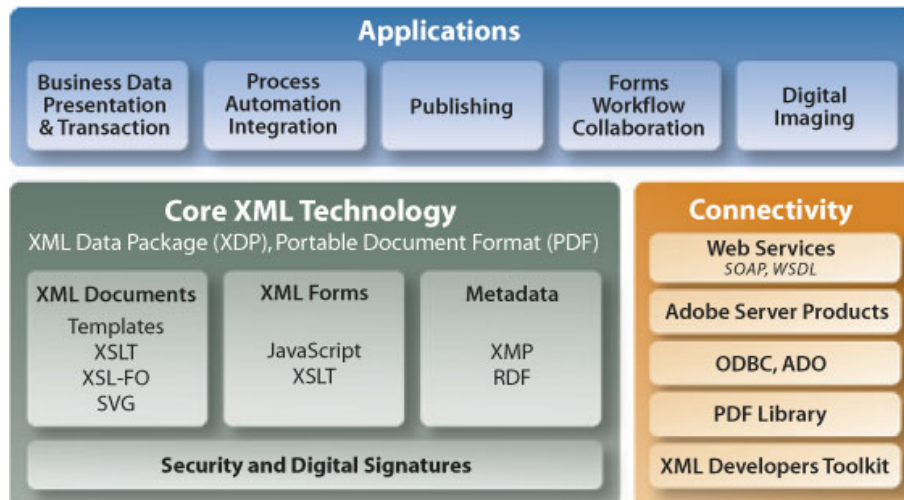 Applications
Business Data
Presentation
& Transaction
Process
Automation
Integration
Publishing
Forms
Workflow
Collaboration
Digital
Imaging
Core XML Technology
XML Data Package (XDP), Portable Document Format (PDF)
XML Documents
Templates
XSLT
XSL-FO
SVG
XML Forms
JavaScript
XSLT
Metadata
XMP
RDF
Security and Digital Signatures
Connectivity
Web Services
SOAP, WSDL
Adobe Server Products
ODBC, ADO
PDF Library
XML Developers Toolkit